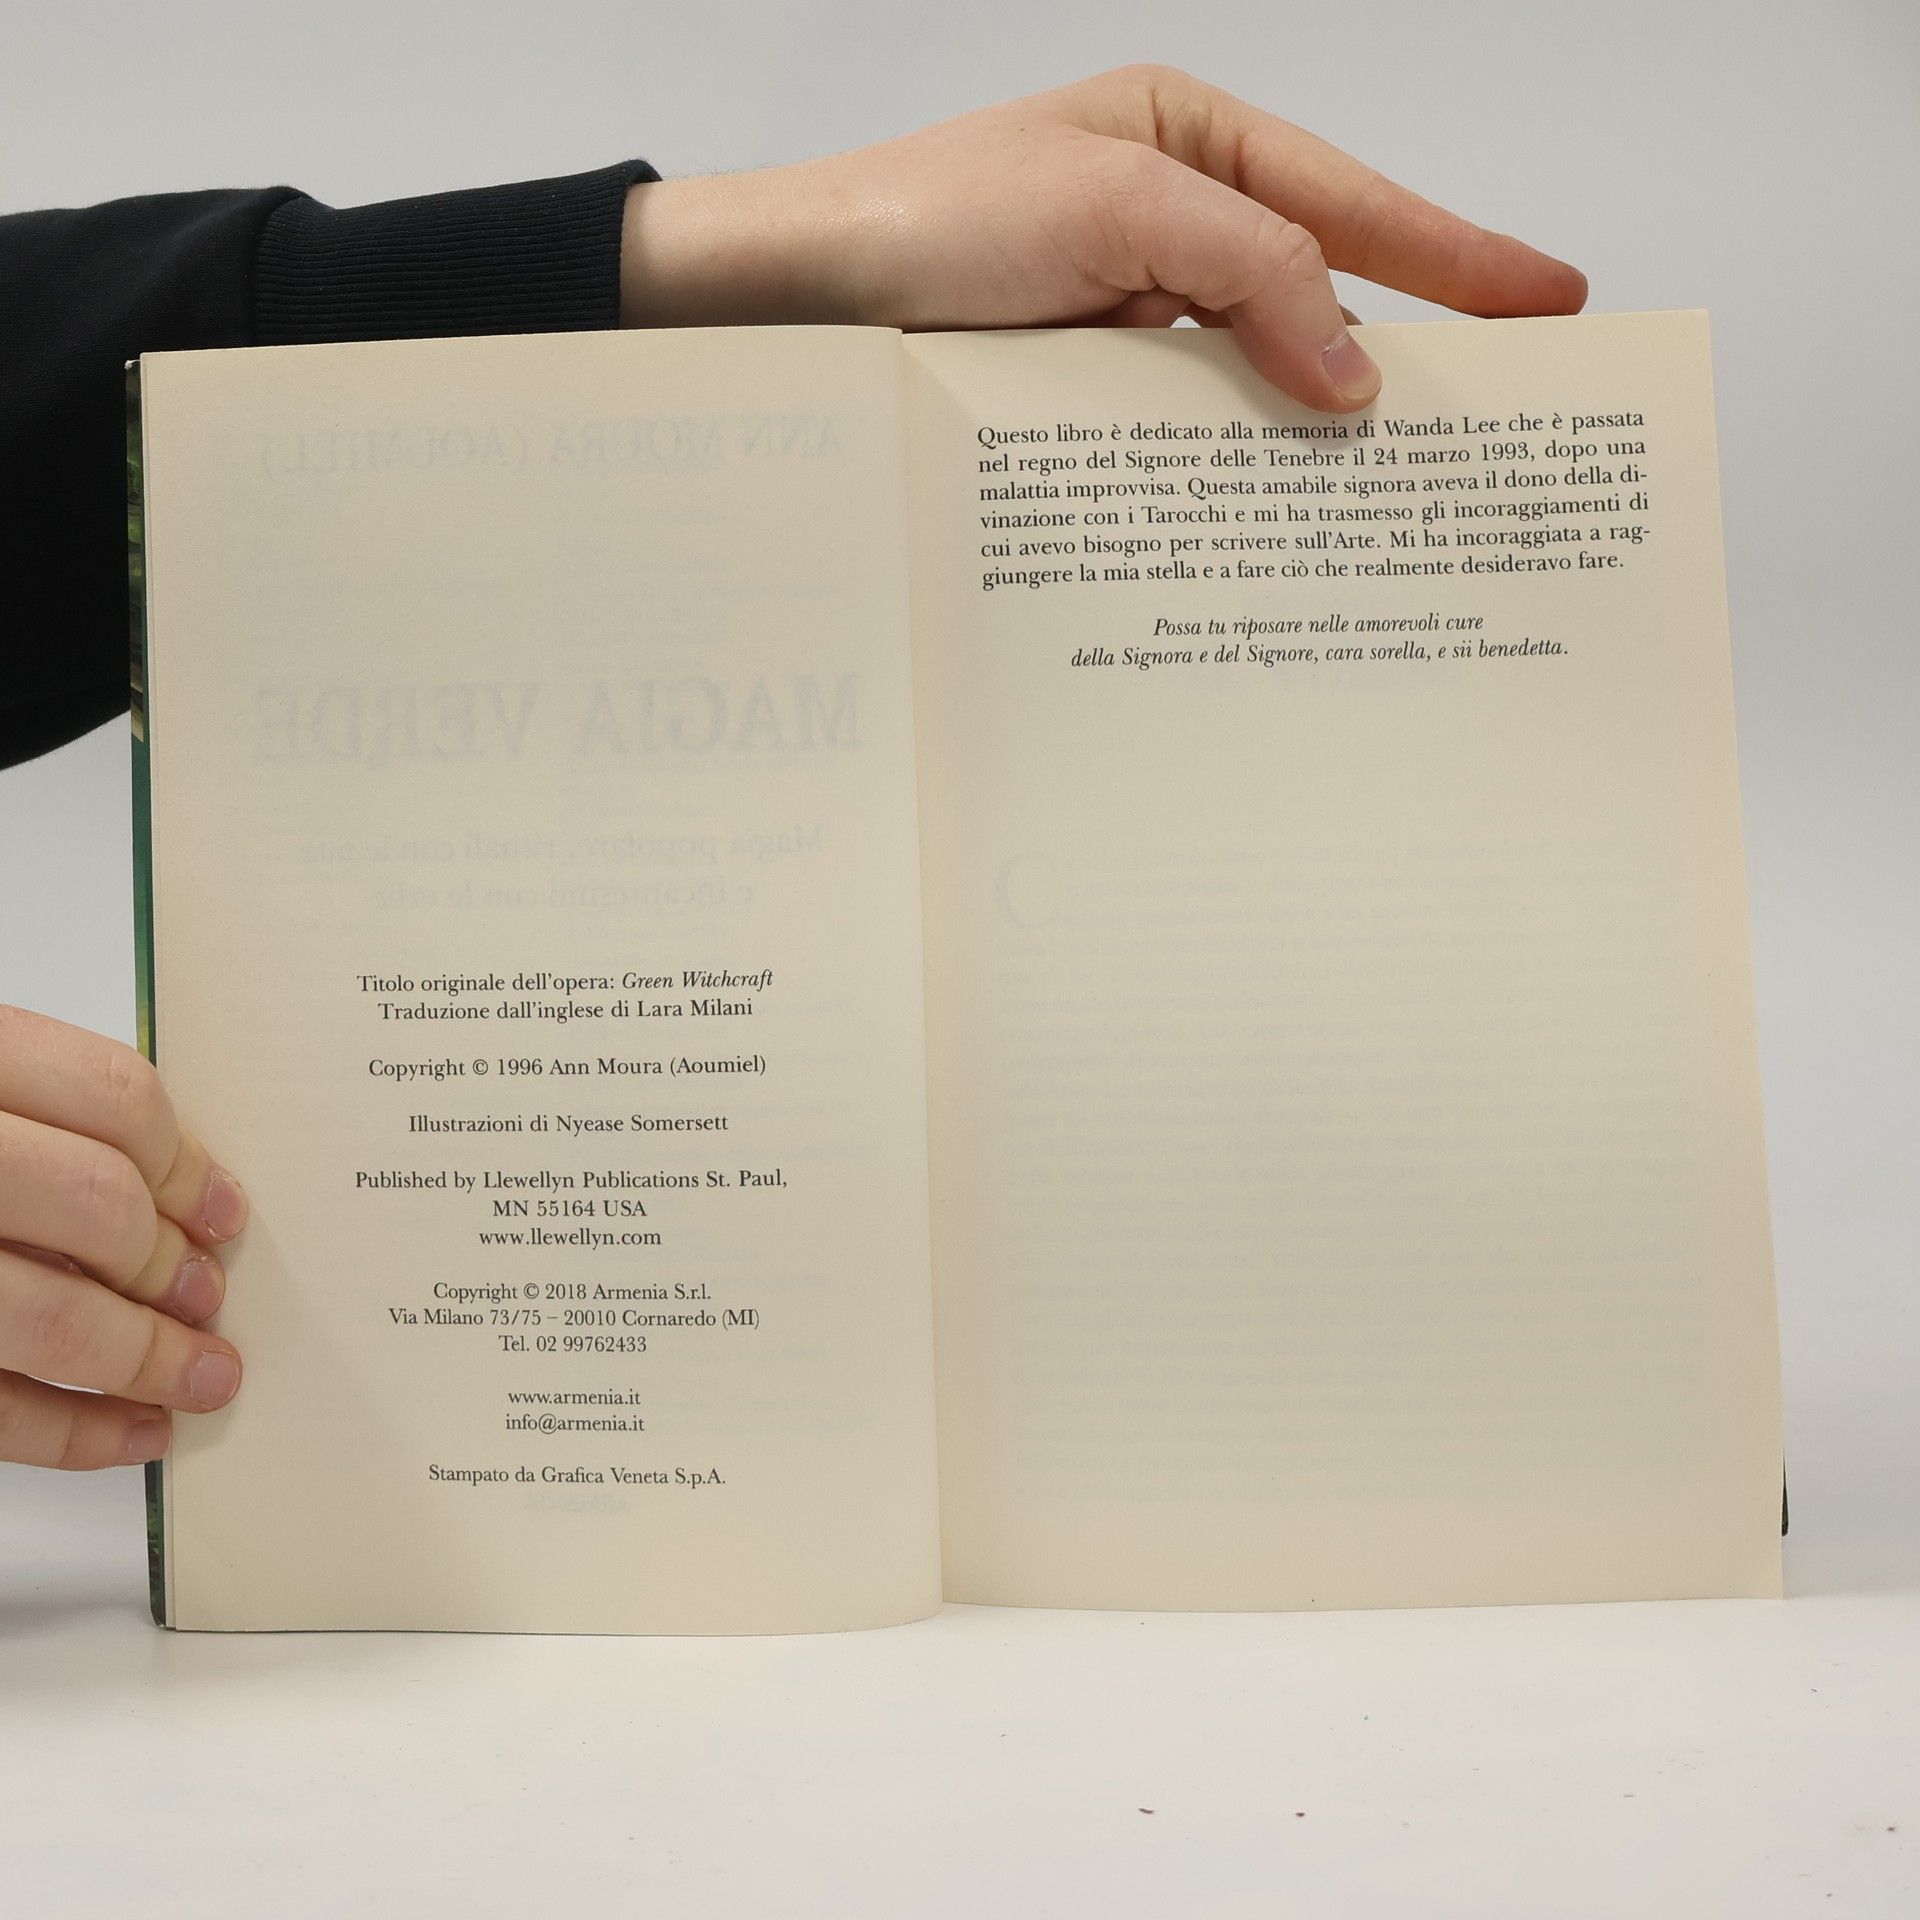 Titolo originale dell'opera: Green Witchcraft
Traduzione dall'inglese di Lara Milani
Copyright © 1996 Ann Moura (Aoumiel)
Illustrazioni di Nyease Somersett
Published by Llewellyn Publications St. Paul,
MN 55164 USA
www.llewellyn.com
Copyright © 2018 Armenia S.r.l.
Via Milano 73/75 – 20010 Cornaredo (MI)
Tel. 02 99762433
www.armenia.it
info@armenia.it
Stampato da Grafica Veneta S.p.A.
Questo libro è dedicato alla memoria di Wanda Lee che è passata
nel regno del Signore delle Tenebre il 24 marzo 1993, dopo una
malattia improvvisa. Questa amabile signora aveva il dono della di-
vinazione con i Tarocchi e mi ha trasmesso gli incoraggiamenti di
cui avevo bisogno per scrivere sull'Arte. Mi ha incoraggiata a rag-
giungere la mia stella e a fare ciò che realmente desideravo fare.
Possa tu riposare nelle amorevoli cure
della Signora e del Signore, cara sorella, e sii benedetta.